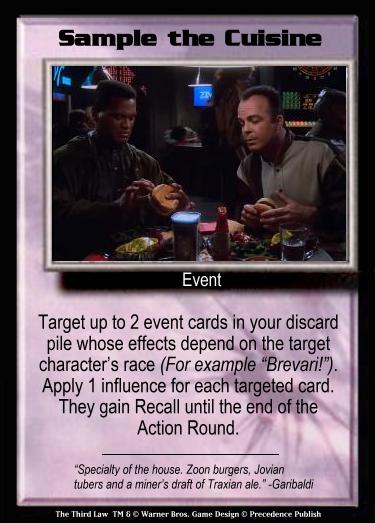 Sample the Cuisine
Event
Target up to 2 event cards in your discard
pile whose effects depend on the target
character's race (For example "Brevari!").
Apply 1 influence for each targeted card.
They gain Recall until the end of the
Action Round.
"Specialty of the house. Zoon burgers, Jovian
tubers and a miner's draft of Traxian ale." -Garibaldi
The Third Law TM & © Warner Bros. Game Design © Precedence Publish